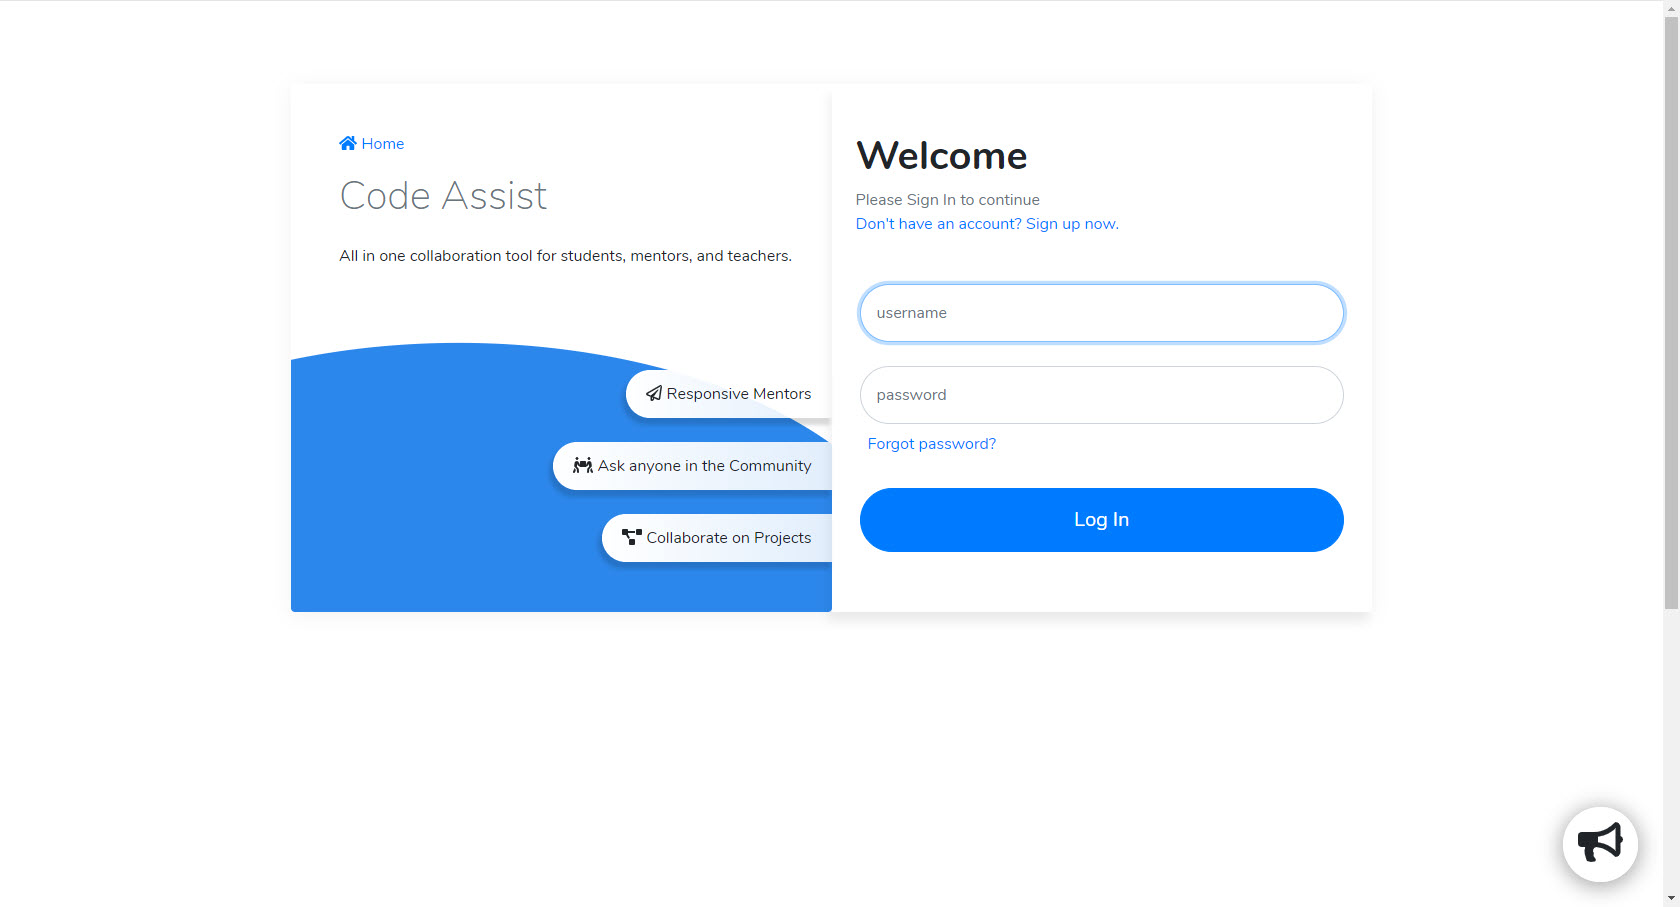 Home
Code Assist
All in one collaboration tool for students, mentors, and teachers.
Responsive Mentors
Ask anyone in the Community
Collaborate on Projects
Welcome
Please Sign In to continue
Don't have an account? Sign up now.
username
password
Forgot password?
Log In